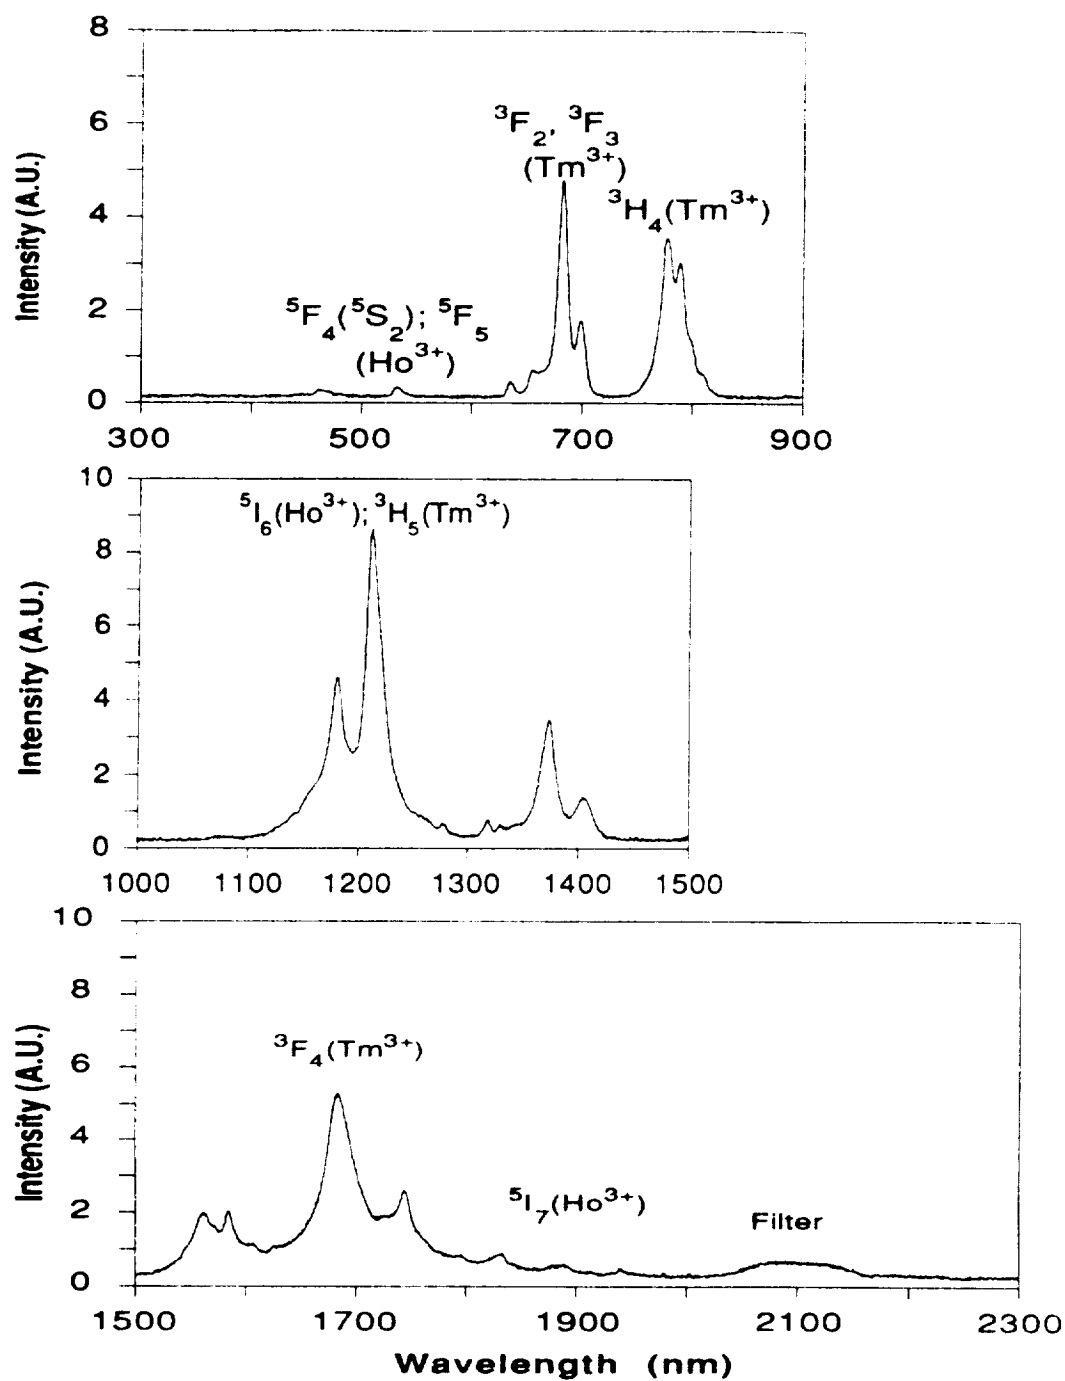 8
6
4
2
0
Intensity (A.U.)
³F₂, ³F₃
(Tm³⁺)
³H₄(Tm³⁺)
⁵F₄(⁵S₂); ⁵F₅
(Ho³⁺)
300 500 700 900
10
8
6
4
2
0
Intensity (A.U.)
⁵I₆(Ho³⁺); ³H₅(Tm³⁺)
1000 1100 1200 1300 1400 1500
10
8
6
4
2
0
Intensity (A.U.)
³F₄(Tm³⁺)
⁵I₇(Ho³⁺)
Filter
1500 1700 1900 2100 2300
Wavelength (nm)